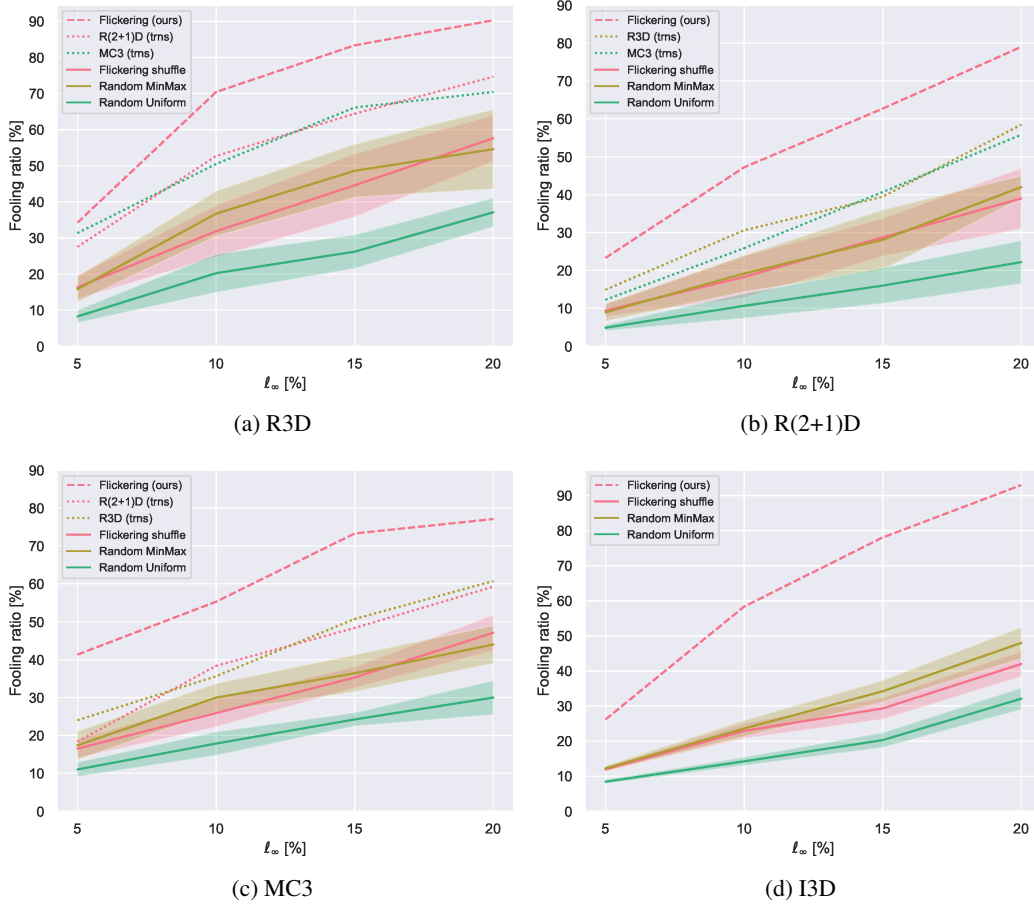 Flickering (ours)
R(2+1)D (trns)
MC3 (trns)
Flickering shuffle
Random MinMax
Random Uniform
Fooling ratio [%]
90
80
70
60
50
40
30
20
10
0
5 10 15 20
ℓ∞ [%]
(a) R3D
Flickering (ours)
R3D (trns)
MC3 (trns)
Flickering shuffle
Random MinMax
Random Uniform
Fooling ratio [%]
90
80
70
60
50
40
30
20
10
0
5 10 15 20
ℓ∞ [%]
(b) R(2+1)D
Flickering (ours)
R(2+1)D (trns)
R3D (trns)
Flickering shuffle
Random MinMax
Random Uniform
Fooling ratio [%]
90
80
70
60
50
40
30
20
10
0
5 10 15 20
ℓ∞ [%]
(c) MC3
Flickering (ours)
Flickering shuffle
Random MinMax
Random Uniform
Fooling ratio [%]
90
80
70
60
50
40
30
20
10
0
5 10 15 20
ℓ∞ [%]
(d) I3D